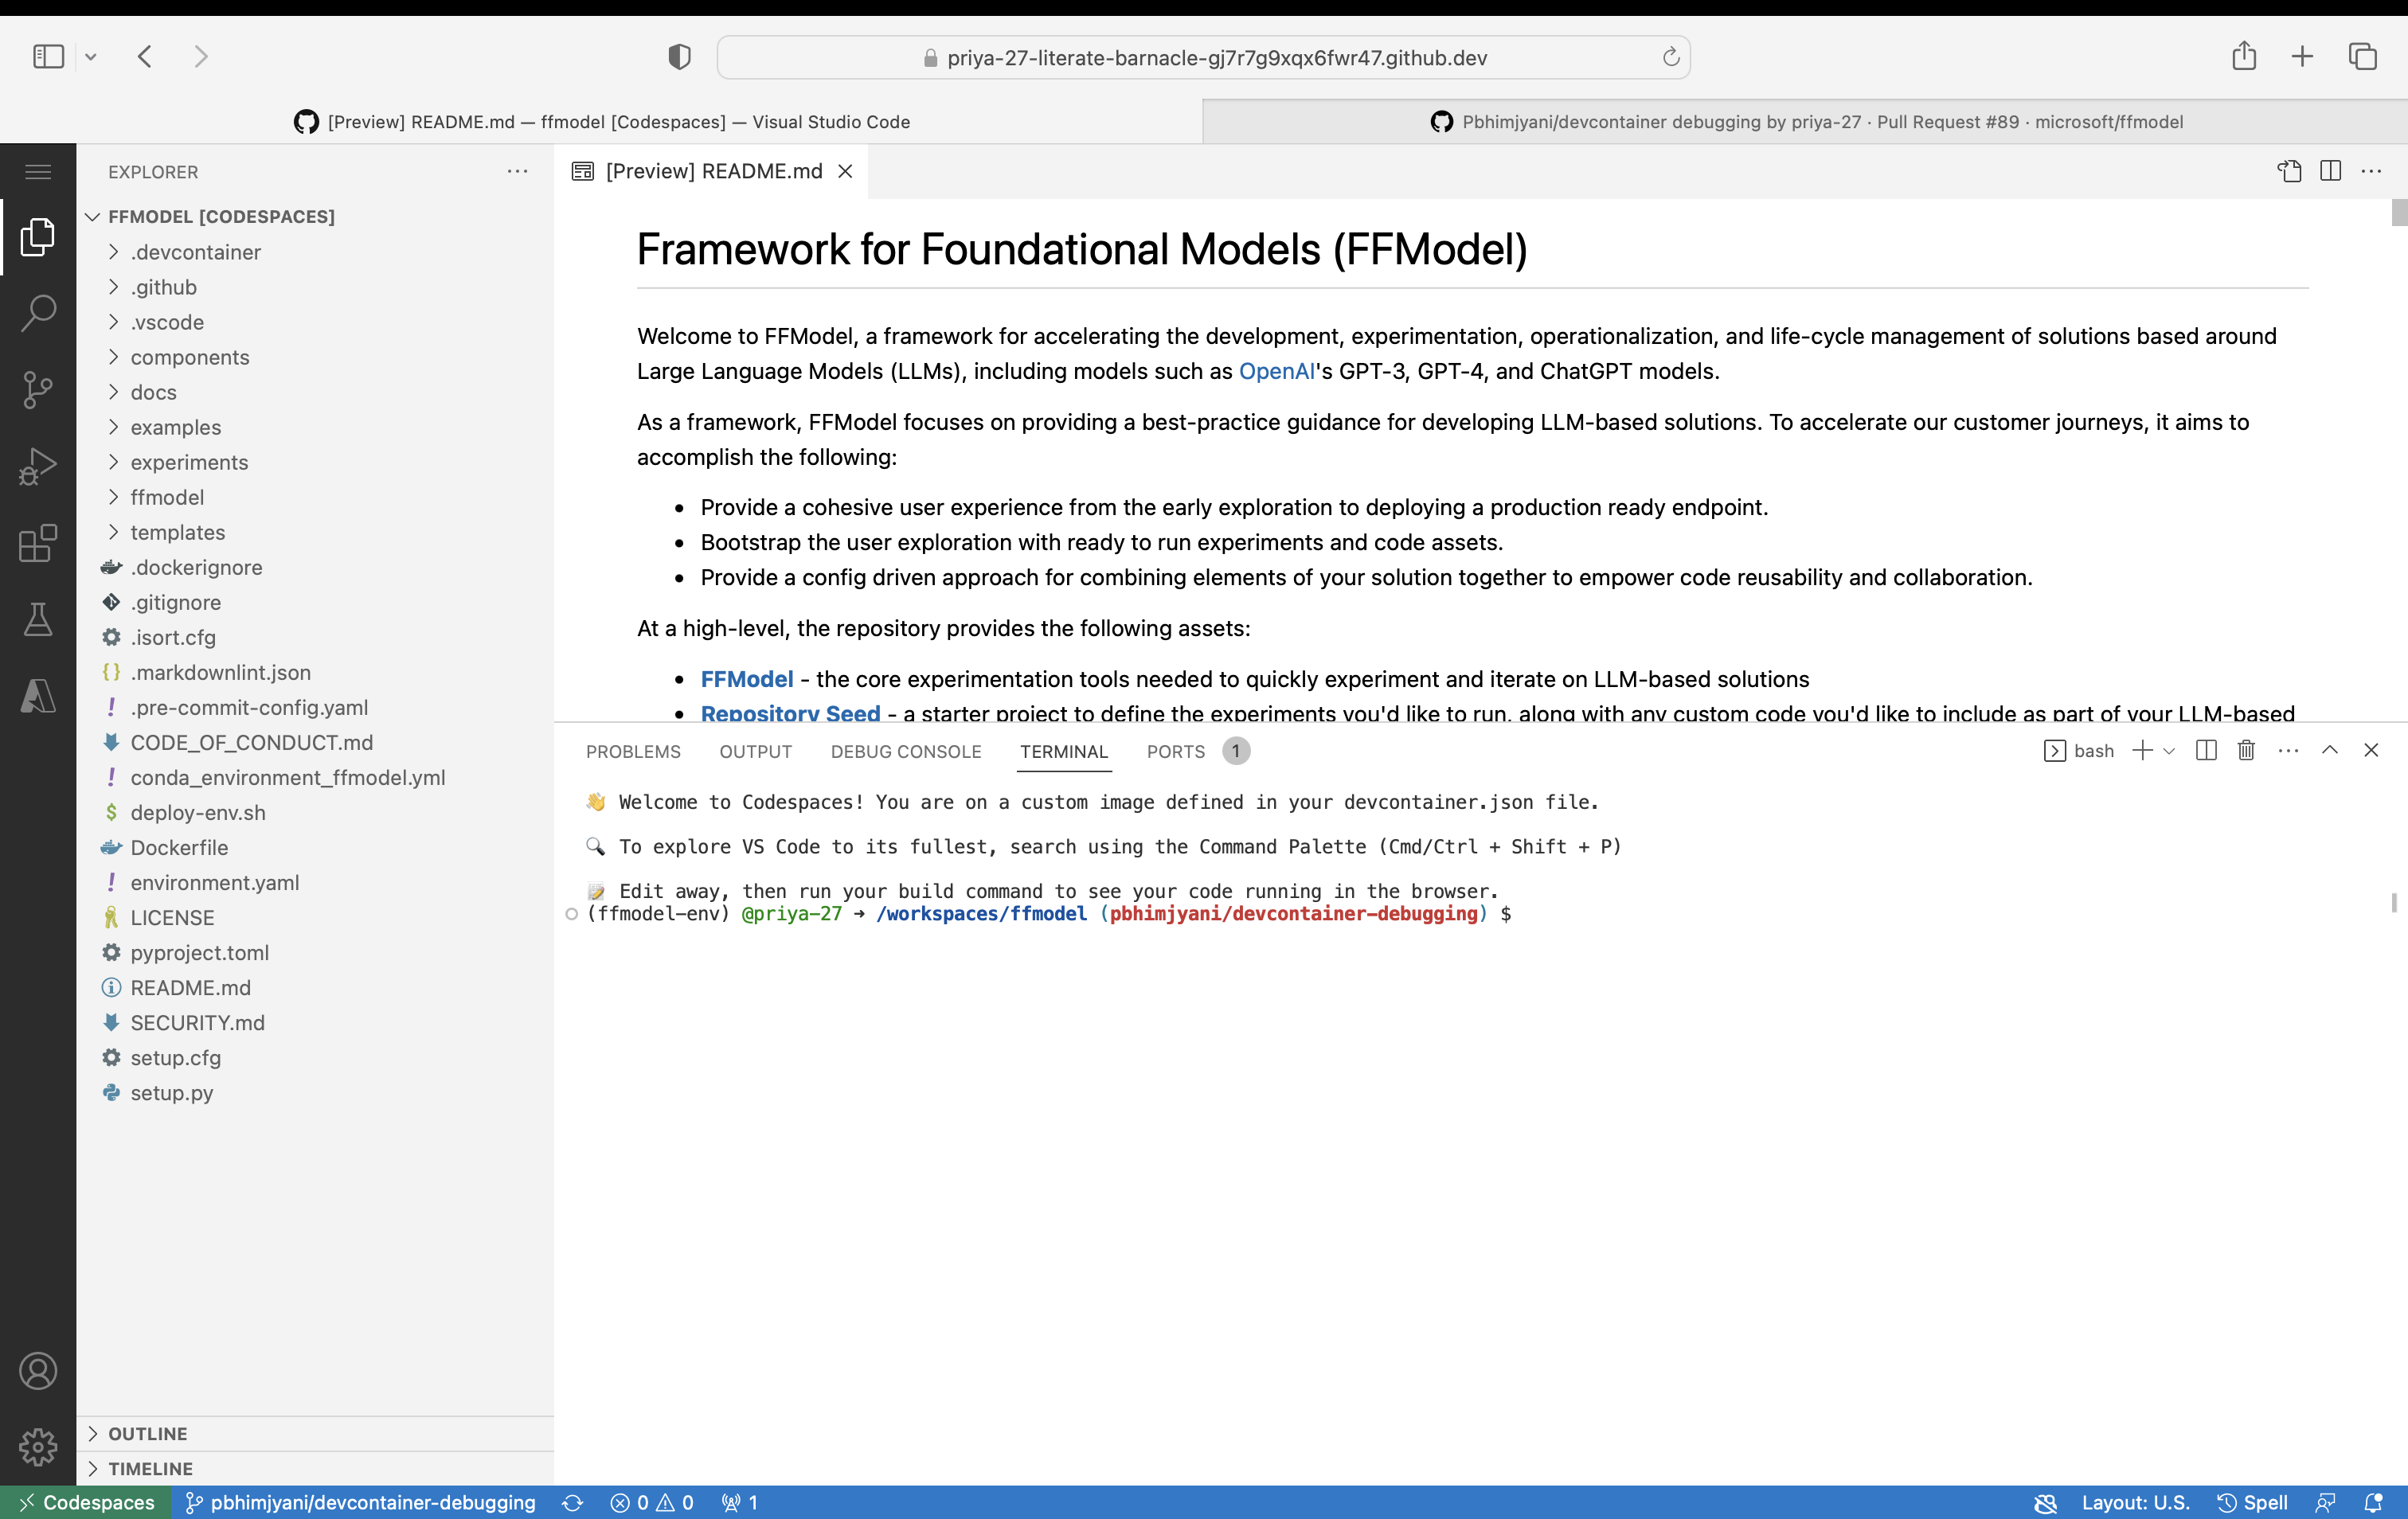 priya-27-literate-barnacle-gj7r7g9xqx6fwr47.github.dev
[Preview] README.md — ffmodel [Codespaces] — Visual Studio Code
Pbhimjyani/devcontainer debugging by priya-27 · Pull Request #89 · microsoft/ffmodel
EXPLORER
FFMODEL [CODESPACES]
.devcontainer
.github
.vscode
components
docs
examples
experiments
ffmodel
templates
.dockerignore
.gitignore
.isort.cfg
.markdownlint.json
.pre-commit-config.yaml
CODE_OF_CONDUCT.md
conda_environment_ffmodel.yml
deploy-env.sh
Dockerfile
environment.yaml
LICENSE
pyproject.toml
README.md
SECURITY.md
setup.cfg
setup.py
OUTLINE
TIMELINE
[Preview] README.md
Framework for Foundational Models (FFModel)
Welcome to FFModel, a framework for accelerating the development, experimentation, operationalization, and life-cycle management of solutions based around
Large Language Models (LLMs), including models such as OpenAI's GPT-3, GPT-4, and ChatGPT models.
As a framework, FFModel focuses on providing a best-practice guidance for developing LLM-based solutions. To accelerate our customer journeys, it aims to
accomplish the following:
• Provide a cohesive user experience from the early exploration to deploying a production ready endpoint.
• Bootstrap the user exploration with ready to run experiments and code assets.
• Provide a config driven approach for combining elements of your solution together to empower code reusability and collaboration.
At a high-level, the repository provides the following assets:
• FFModel - the core experimentation tools needed to quickly experiment and iterate on LLM-based solutions
• Repository Seed - a starter project to define the experiments you'd like to run, along with any custom code you'd like to include as part of your LLM-based
PROBLEMS OUTPUT DEBUG CONSOLE TERMINAL PORTS 1
bash
👋 Welcome to Codespaces! You are on a custom image defined in your devcontainer.json file.
🔍 To explore VS Code to its fullest, search using the Command Palette (Cmd/Ctrl + Shift + P)
📝 Edit away, then run your build command to see your code running in the browser.
(ffmodel-env) @priya-27 ➜ /workspaces/ffmodel (pbhimjyani/devcontainer-debugging) $
Codespaces pbhimjyani/devcontainer-debugging 0 0 1 Layout: U.S. Spell